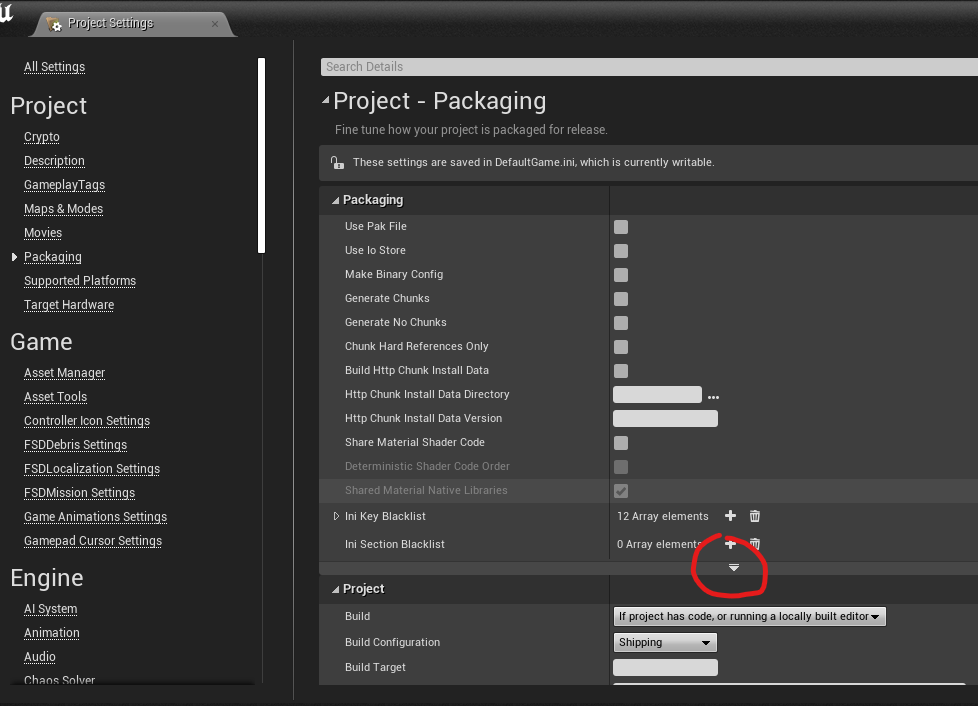 Project Settings
All Settings
Project
Crypto
Description
GameplayTags
Maps & Modes
Movies
Packaging
Supported Platforms
Target Hardware
Game
Asset Manager
Asset Tools
Controller Icon Settings
FSDDebris Settings
FSDLocalization Settings
FSDMission Settings
Game Animations Settings
Gamepad Cursor Settings
Engine
AI System
Animation
Audio
Chaos Solver
Search Details
Project - Packaging
Fine tune how your project is packaged for release.
These settings are saved in DefaultGame.ini, which is currently writable.
Packaging
Use Pak File
Use Io Store
Make Binary Config
Generate Chunks
Generate No Chunks
Chunk Hard References Only
Build Http Chunk Install Data
Http Chunk Install Data Directory ...
Http Chunk Install Data Version
Share Material Shader Code
Deterministic Shader Code Order
Shared Material Native Libraries
Ini Key Blacklist 12 Array elements
Ini Section Blacklist 0 Array elements
Project
Build If project has code, or running a locally built editor
Build Configuration Shipping
Build Target